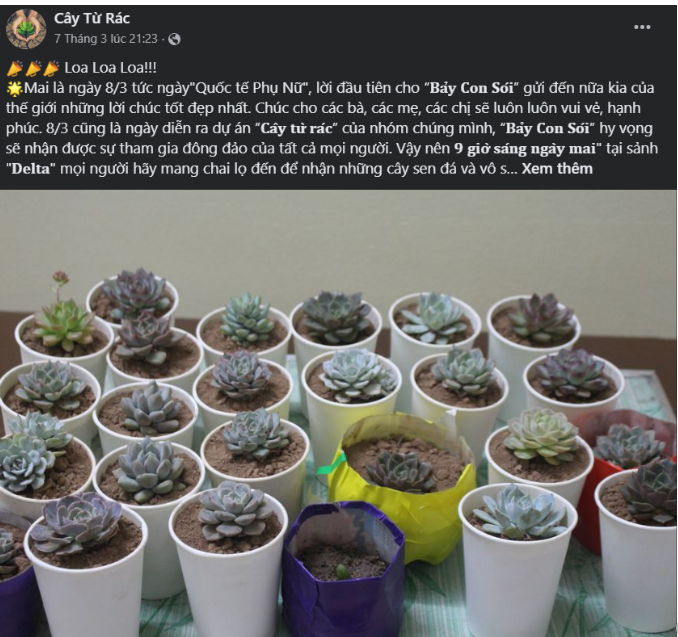 Cây Từ Rác
7 Tháng 3 lúc 21:23 ·
🎉🎉🎉 Loa Loa Loa!!!
🌟Mai là ngày 8/3 tức ngày"Quốc tế Phụ Nữ", lời đầu tiên cho “Bảy Con Sói” gửi đến nữa kia của
thế giới những lời chúc tốt đẹp nhất. Chúc cho các bà, các mẹ, các chị sẽ luôn luôn vui vẻ, hạnh
phúc. 8/3 cũng là ngày diễn ra dự án “Cây từ rác” của nhóm chúng mình, “Bảy Con Sói” hy vọng
sẽ nhận được sự tham gia đông đảo của tất cả mọi người. Vậy nên 9 giờ sáng ngày mai" tại sảnh
"Delta" mọi người hãy mang chai lọ đến để nhận những cây sen đá và vô s... Xem thêm